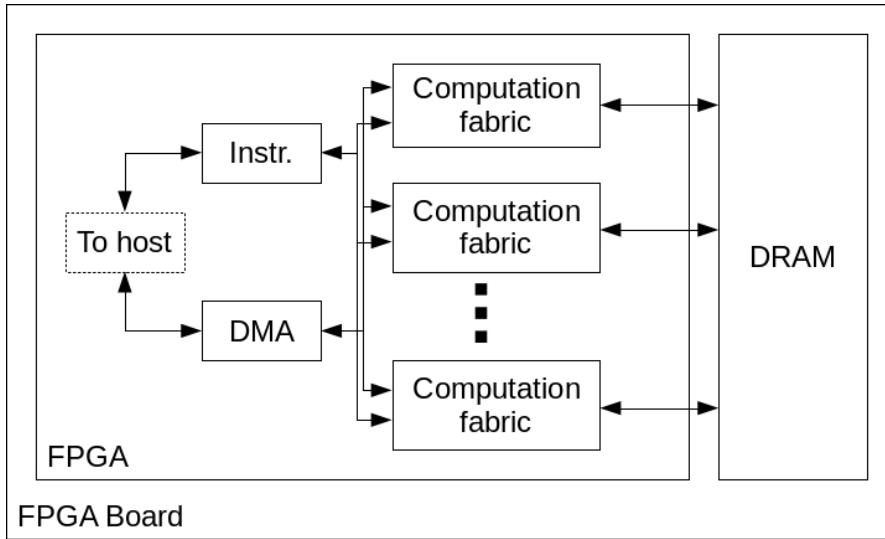 Computation
fabric
Instr.
To host
Computation
fabric
DRAM
DMA
Computation
fabric
FPGA
FPGA Board